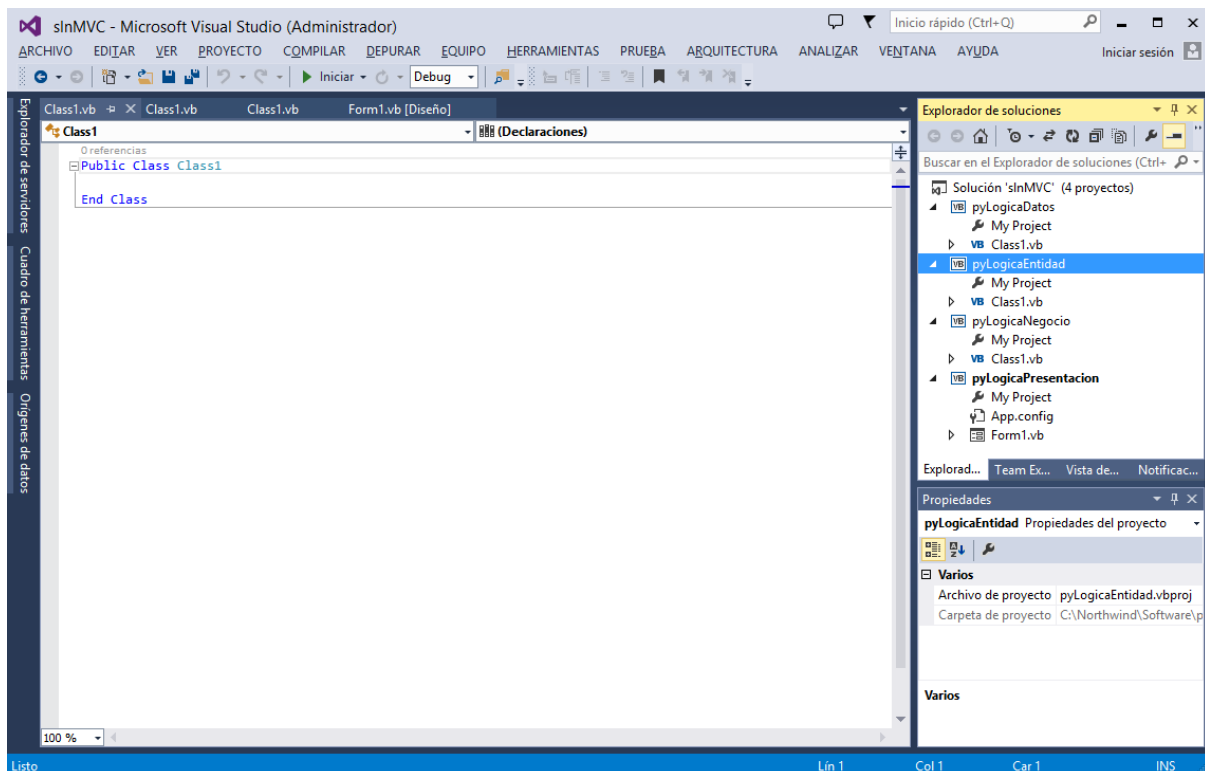 slnMVC - Microsoft Visual Studio (Administrador)
Inicio rápido (Ctrl+Q)
ARCHIVO EDITAR VER PROYECTO COMPILAR DEPURAR EQUIPO HERRAMIENTAS PRUEBA ARQUITECTURA ANALIZAR VENTANA AYUDA
Iniciar sesión
Iniciar Debug
Explorador de servidores
Cuadro de herramientas
Orígenes de datos
Class1.vb Class1.vb Class1.vb Form1.vb [Diseño]
Class1 (Declaraciones)
0 referencias
Public Class Class1
End Class
100 %
Explorador de soluciones
Buscar en el Explorador de soluciones (Ctrl+
Solución 'slnMVC' (4 proyectos)
pyLogicaDatos
My Project
VB Class1.vb
pyLogicaEntidad
My Project
VB Class1.vb
pyLogicaNegocio
My Project
VB Class1.vb
pyLogicaPresentacion
My Project
App.config
Form1.vb
Explorad... Team Ex... Vista de... Notificac...
Propiedades
pyLogicaEntidad Propiedades del proyecto
Varios
Archivo de proyecto pyLogicaEntidad.vbproj
Carpeta de proyecto C:\Northwind\Software\p
Varios
Listo Lín 1 Col 1 Car 1 INS